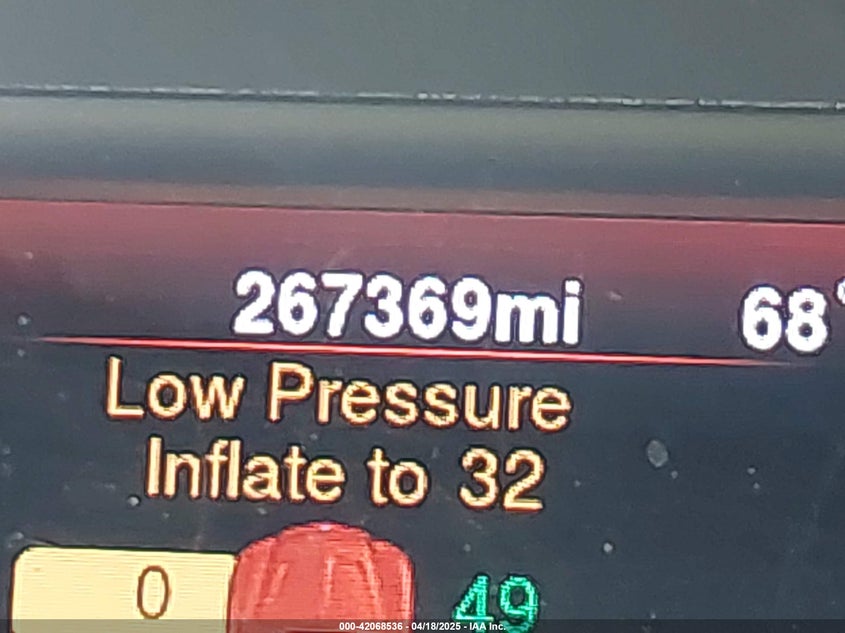 267369mi 68°
Low Pressure
Inflate to 32
0 49
000-42068536 - 04/18/2025 - IAA Inc.